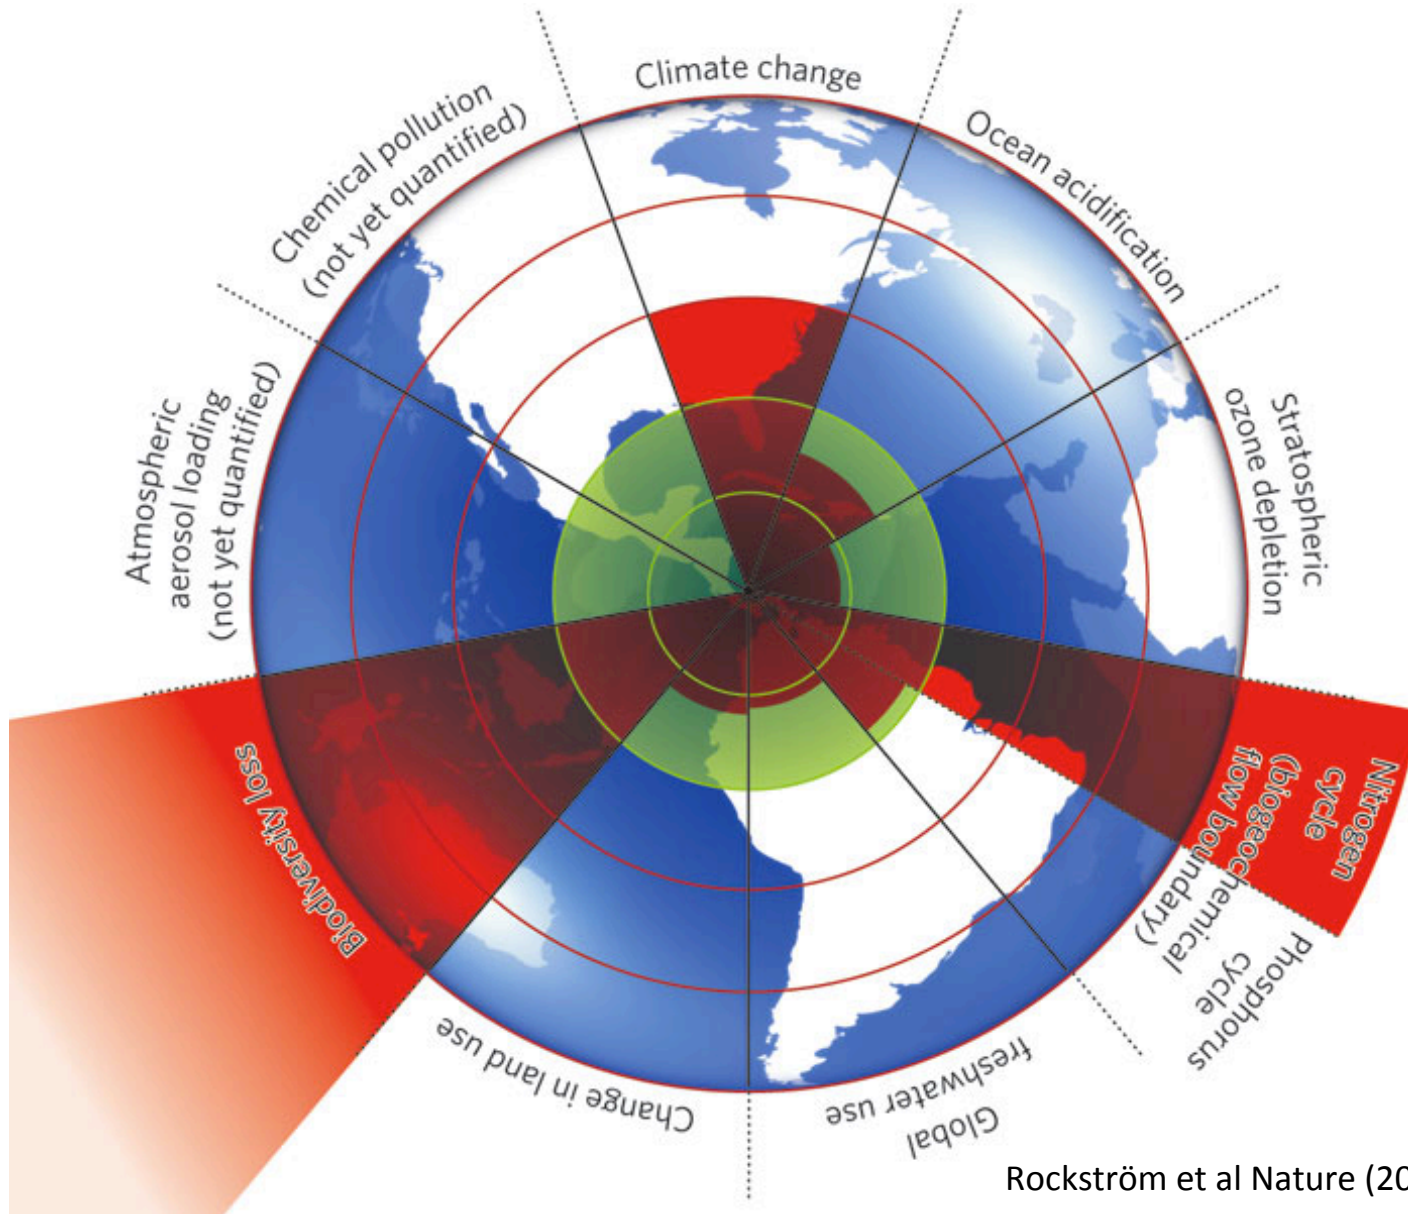 Climate change
Ocean acidification
Stratospheric
ozone depletion
Nitrogen
cycle
(biogeochemical
flow boundary)
Phosphorus
cycle
Global
freshwater use
Change in land use
Biodiversity loss
Atmospheric
aerosol loading
(not yet quantified)
Chemical pollution
(not yet quantified)
Rockström et al Nature (20